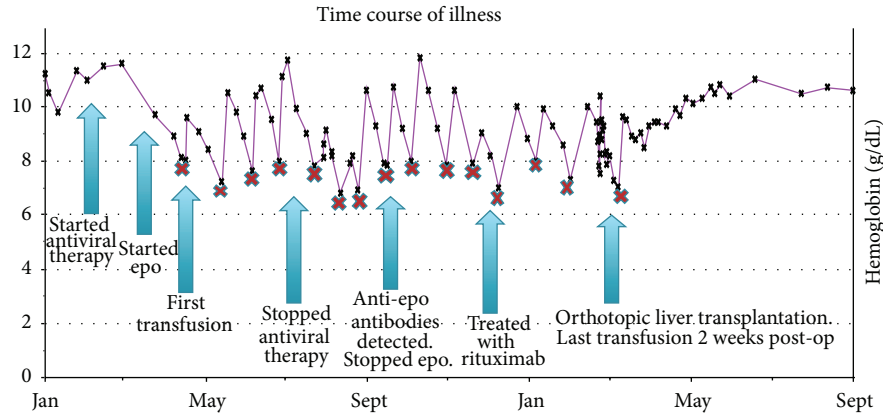 Time course of illness
12
10
8
6
4
2
0
Hemoglobin (g/dL)
Started
antiviral
therapy
Started
epo
First
transfusion
Stopped
antiviral
therapy
Anti-epo
antibodies
detected.
Stopped epo.
Treated
with
rituximab
Orthotopic liver transplantation.
Last transfusion 2 weeks post-op
Jan
May
Sept
Jan
May
Sept